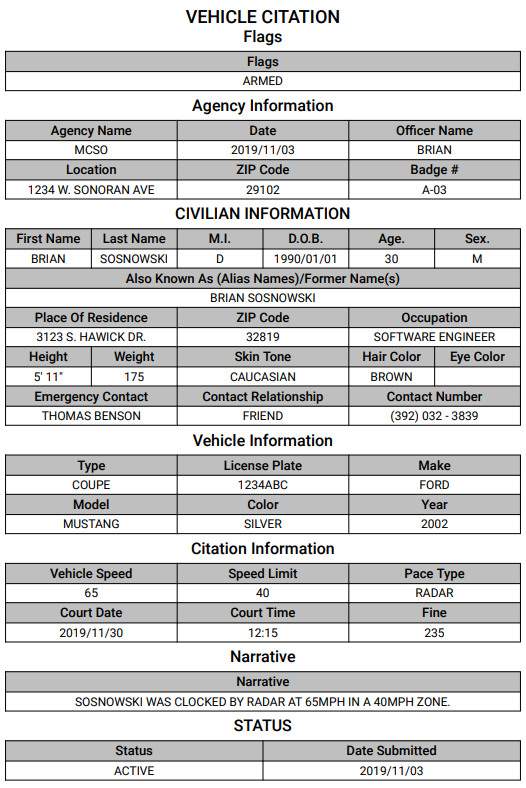 VEHICLE CITATION
Flags
Flags
ARMED
Agency Information
Agency Name Date Officer Name
MCSO 2019/11/03 BRIAN
Location ZIP Code Badge #
1234 W. SONORAN AVE 29102 A-03
CIVILIAN INFORMATION
First Name Last Name M.I. D.O.B. Age. Sex.
BRIAN SOSNOWSKI D 1990/01/01 30 M
Also Known As (Alias Names)/Former Name(s)
BRIAN SOSNOWSKI
Place Of Residence ZIP Code Occupation
3123 S. HAWICK DR. 32819 SOFTWARE ENGINEER
Height Weight Skin Tone Hair Color Eye Color
5' 11" 175 CAUCASIAN BROWN
Emergency Contact Contact Relationship Contact Number
THOMAS BENSON FRIEND (392) 032 - 3839
Vehicle Information
Type License Plate Make
COUPE 1234ABC FORD
Model Color Year
MUSTANG SILVER 2002
Citation Information
Vehicle Speed Speed Limit Pace Type
65 40 RADAR
Court Date Court Time Fine
2019/11/30 12:15 235
Narrative
Narrative
SOSNOWSKI WAS CLOCKED BY RADAR AT 65MPH IN A 40MPH ZONE.
STATUS
Status Date Submitted
ACTIVE 2019/11/03